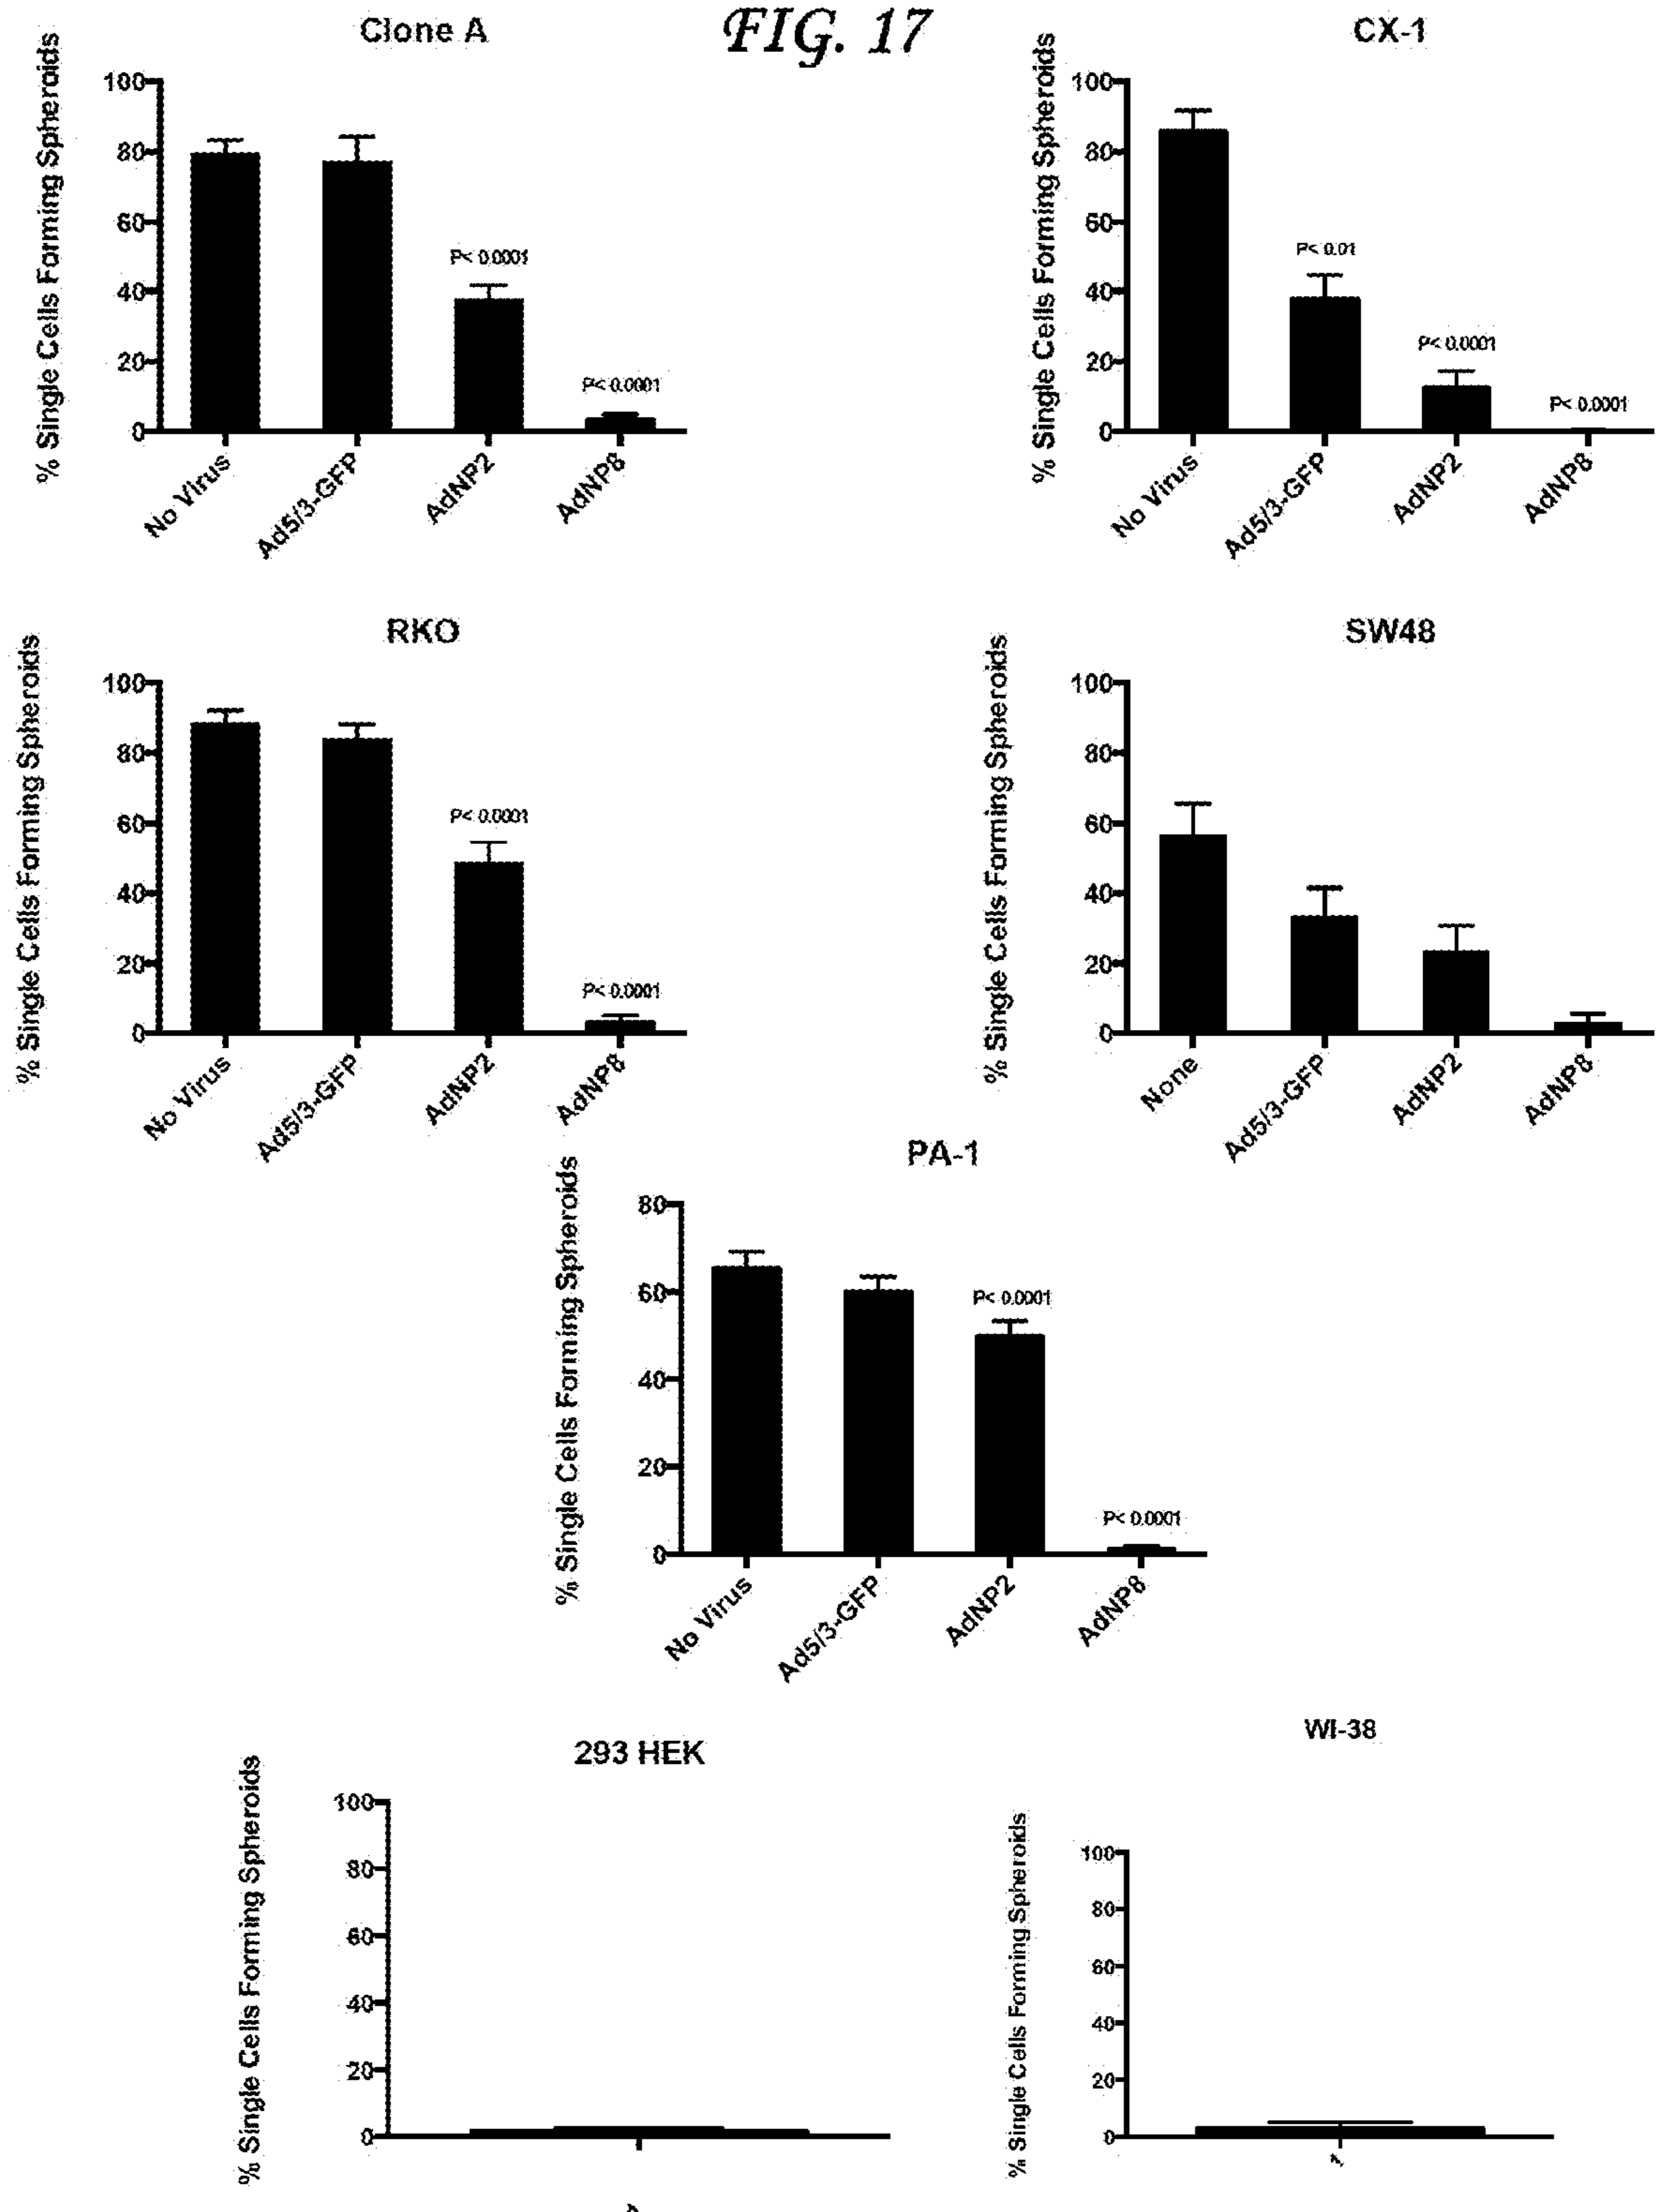 FIG. 17
Clone A
% Single Cells Forming Spheroids
100
80
60
40
20
0
P< 0.0001
P< 0.0001
No Virus
Ad5/3-GFP
AdNP2
AdNP8
CX-1
% Single Cells Forming Spheroids
100
80
60
40
20
0
P< 0.01
P< 0.0001
P< 0.0001
No Virus
Ad5/3-GFP
AdNP2
AdNP8
RKO
% Single Cells Forming Spheroids
100
80
60
40
20
0
P< 0.0001
P< 0.0001
No Virus
Ad5/3-GFP
AdNP2
AdNP8
SW48
% Single Cells Forming Spheroids
100
80
60
40
20
0
None
Ad5/3-GFP
AdNP2
AdNP8
PA-1
% Single Cells Forming Spheroids
80
60
40
20
0
P< 0.0001
P< 0.0001
No Virus
Ad5/3-GFP
AdNP2
AdNP8
293 HEK
% Single Cells Forming Spheroids
100
80
60
40
20
0
WI-38
% Single Cells Forming Spheroids
100
80
60
40
20
0
1